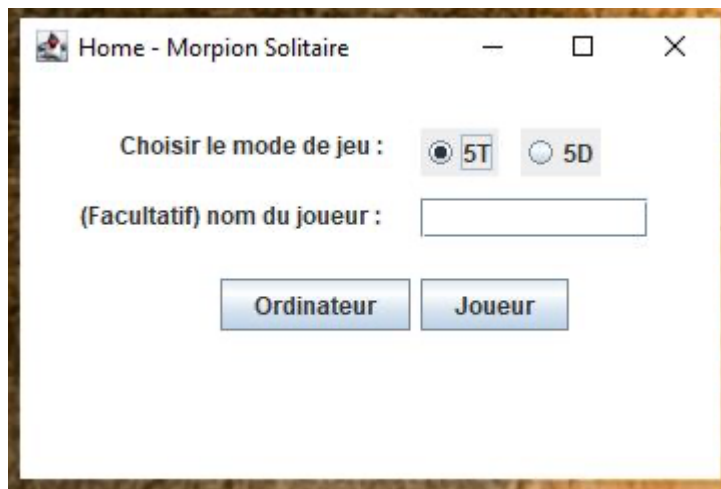 Home - Morpion Solitaire
Choisir le mode de jeu : 5T 5D
(Facultatif) nom du joueur :
Ordinateur Joueur